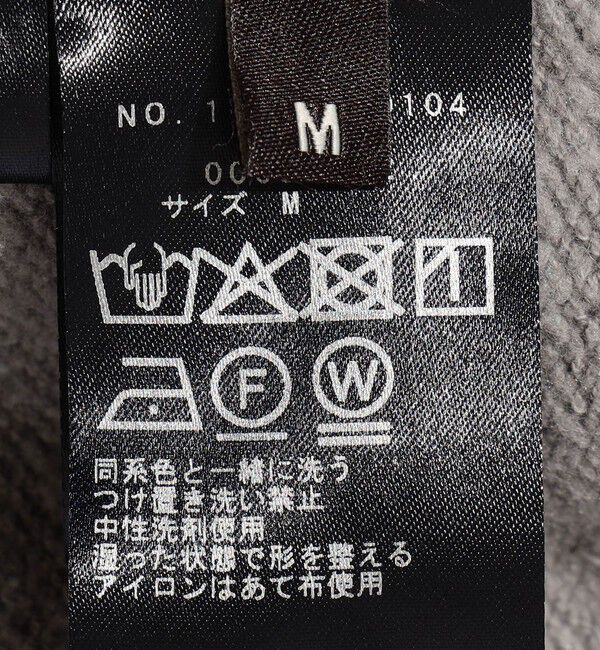 M
NO. 1 0104
00
サイズ M
F W
同系色と一緒に洗う
つけ置き洗い禁止
中性洗剤使用
湿った状態で形を整える
アイロンはあて布使用